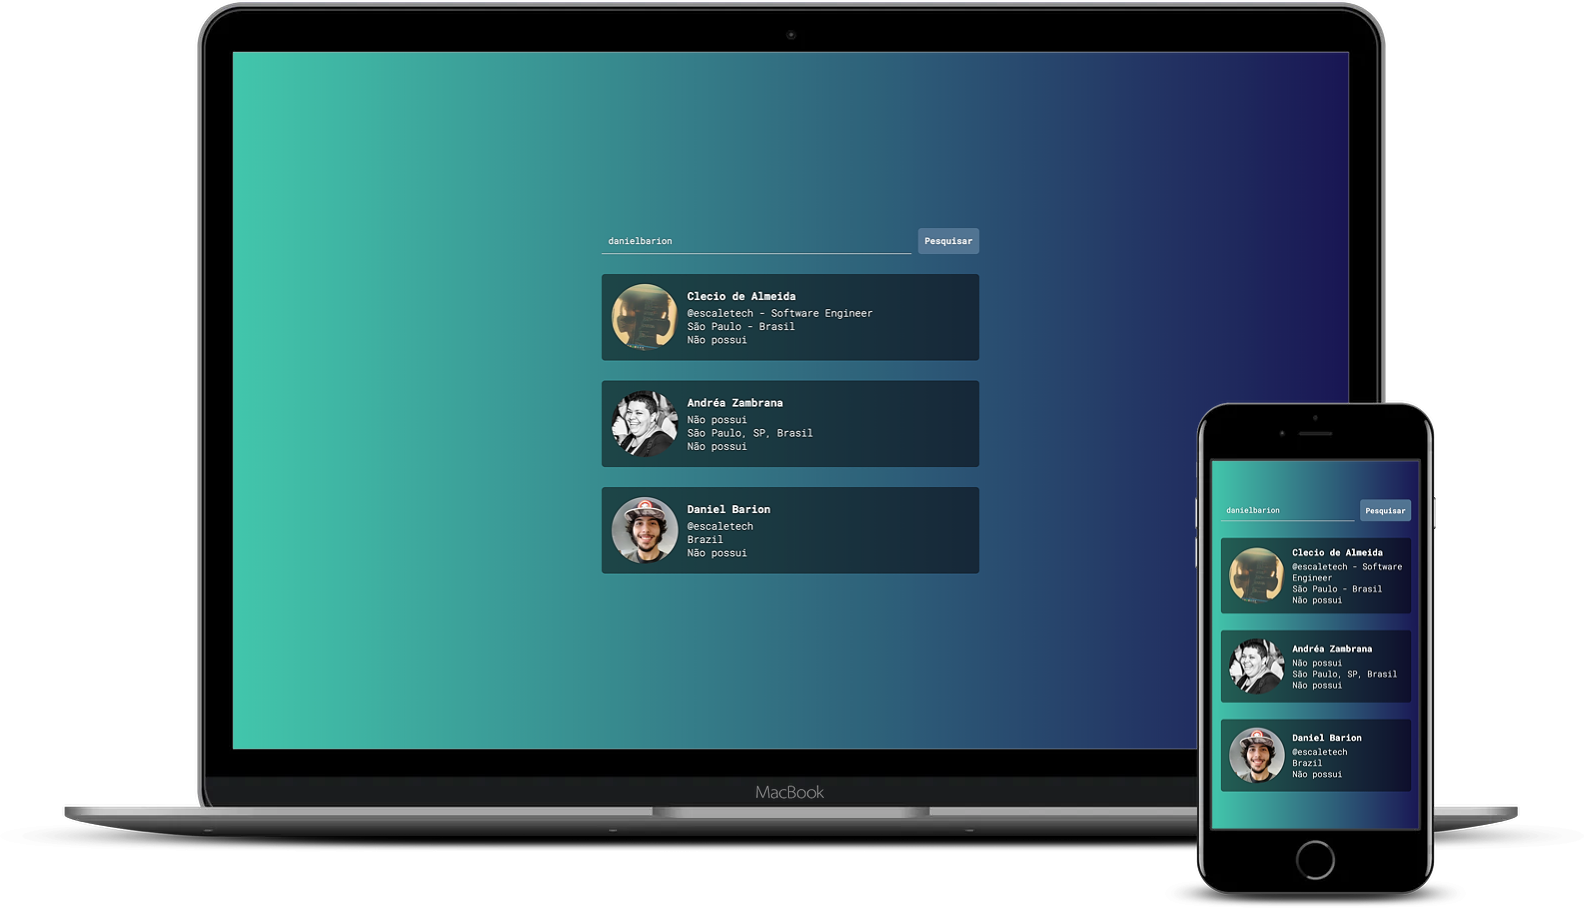 danielbarion
Pesquisar
Clecio de Almeida
@escaletech - Software Engineer
São Paulo - Brasil
Não possui
Andréa Zambrana
Não possui
São Paulo, SP, Brasil
Não possui
Daniel Barion
@escaletech
Brazil
Não possui
MacBook
danielbarion
Pesquisar
Clecio de Almeida
@escaletech - Software
Engineer
São Paulo - Brasil
Não possui
Andréa Zambrana
Não possui
São Paulo, SP, Brasil
Não possui
Daniel Barion
@escaletech
Brazil
Não possui